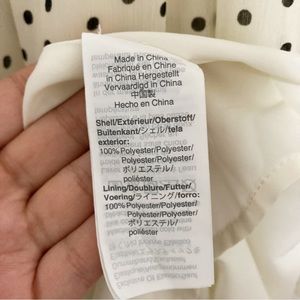 Made in China
Fabriqué en China
in China Hergestellt
Vervaardigd in China
中国製
Hecho en China
Shell/Extérieur/Oberstoff/
Buitenkant/シェル/tela
exterior:
100% Polyester/Polyester/
Polyester/Polyester/
ポリエステル/
poliéster
Lining/Doublure/Futter/
Voering/ライニング/forro:
100% Polyester/Polyester/
Polyester/Polyester/
ポリエステル/
poliéster